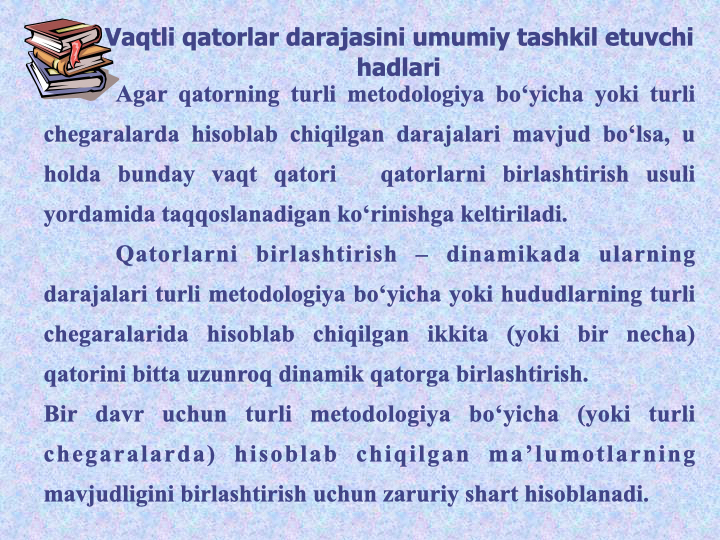 Vaqtli qatorlar darajasini umumiy tashkil etuvchi
hadlari
Agar qatorning turli metodologiya bo‘yicha yoki turli
chegaralarda hisoblab chiqilgan darajalari mavjud bo‘lsa, u
holda bunday vaqt qatori qatorlarni birlashtirish usuli
yordamida taqqoslanadigan ko‘rinishga keltiriladi.
Qatorlarni birlashtirish – dinamikada ularning
darajalari turli metodologiya bo‘yicha yoki hududlarning turli
chegaralarida hisoblab chiqilgan ikkita (yoki bir necha)
qatorini bitta uzunroq dinamik qatorga birlashtirish.
Bir davr uchun turli metodologiya bo‘yicha (yoki turli
chegaralarda) hisoblab chiqilgan ma’lumotlarning
mavjudligini birlashtirish uchun zaruriy shart hisoblanadi.